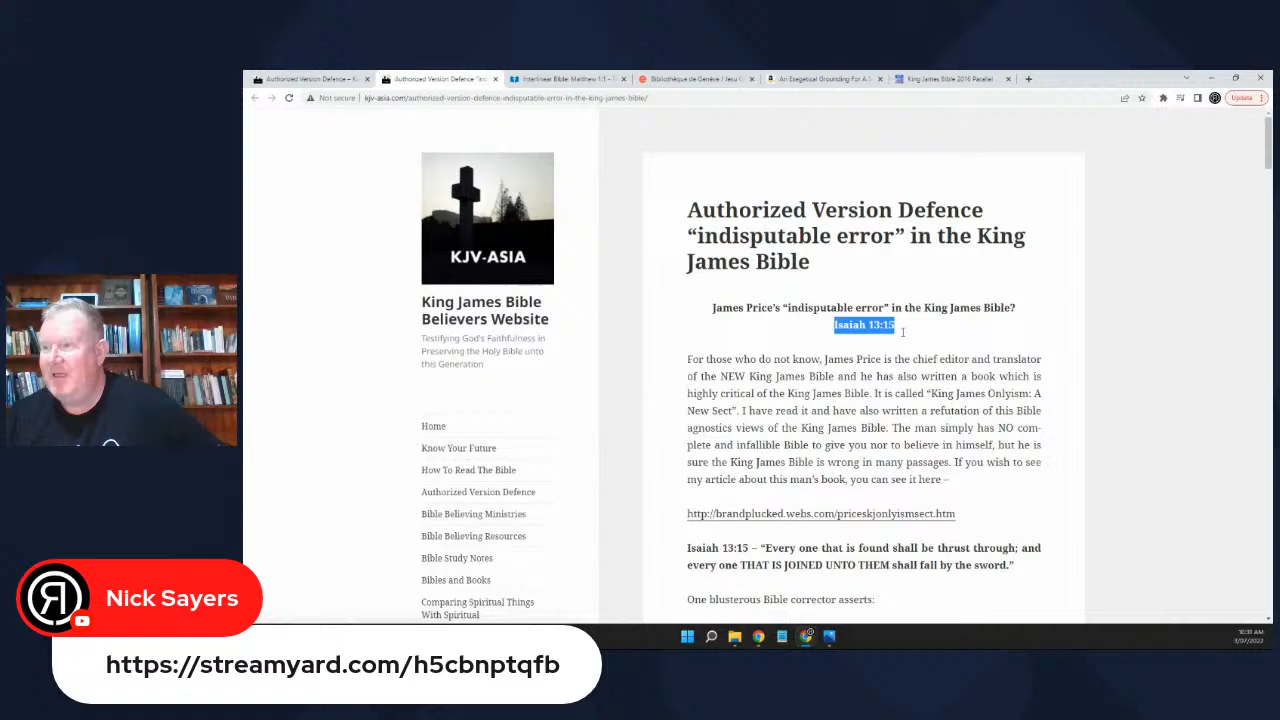 Authorized Version Defence – K
Authorized Version Defence "ind
Interlinear Bible: Matthew 1:1 –
Bibliothèque de Genève / Jesu C
An Exegetical Grounding For A S
King James Bible 2016 Parallel
Not secure
kjv-asia.com/authorized-version-defence-indisputable-error-in-the-king-james-bible/
Update
KJV-ASIA
King James Bible
Believers Website
Testifying God's Faithfulness in
Preserving the Holy Bible unto
this Generation
Home
Know Your Future
How To Read The Bible
Authorized Version Defence
Bible Believing Ministries
Bible Believing Resources
Bible Study Notes
Bibles and Books
Comparing Spiritual Things
With Spiritual
Authorized Version Defence
“indisputable error” in the King
James Bible
James Price’s “indisputable error” in the King James Bible?
Isaiah 13:15
For those who do not know, James Price is the chief editor and translator
of the NEW King James Bible and he has also written a book which is
highly critical of the King James Bible. It is called “King James Onlyism: A
New Sect”. I have read it and have also written a refutation of this Bible
agnostics views of the King James Bible. The man simply has NO com-
plete and infallible Bible to give you nor to believe in himself, but he is
sure the King James Bible is wrong in many passages. If you wish to see
my article about this man’s book, you can see it here –
http://brandplucked.webs.com/priceskjonlyismsect.htm
Isaiah 13:15 – “Every one that is found shall be thrust through; and
every one THAT IS JOINED UNTO THEM shall fall by the sword.”
One blusterous Bible corrector asserts:
10:31 AM
3/07/2022
Nick Sayers
https://streamyard.com/h5cbnptqfb